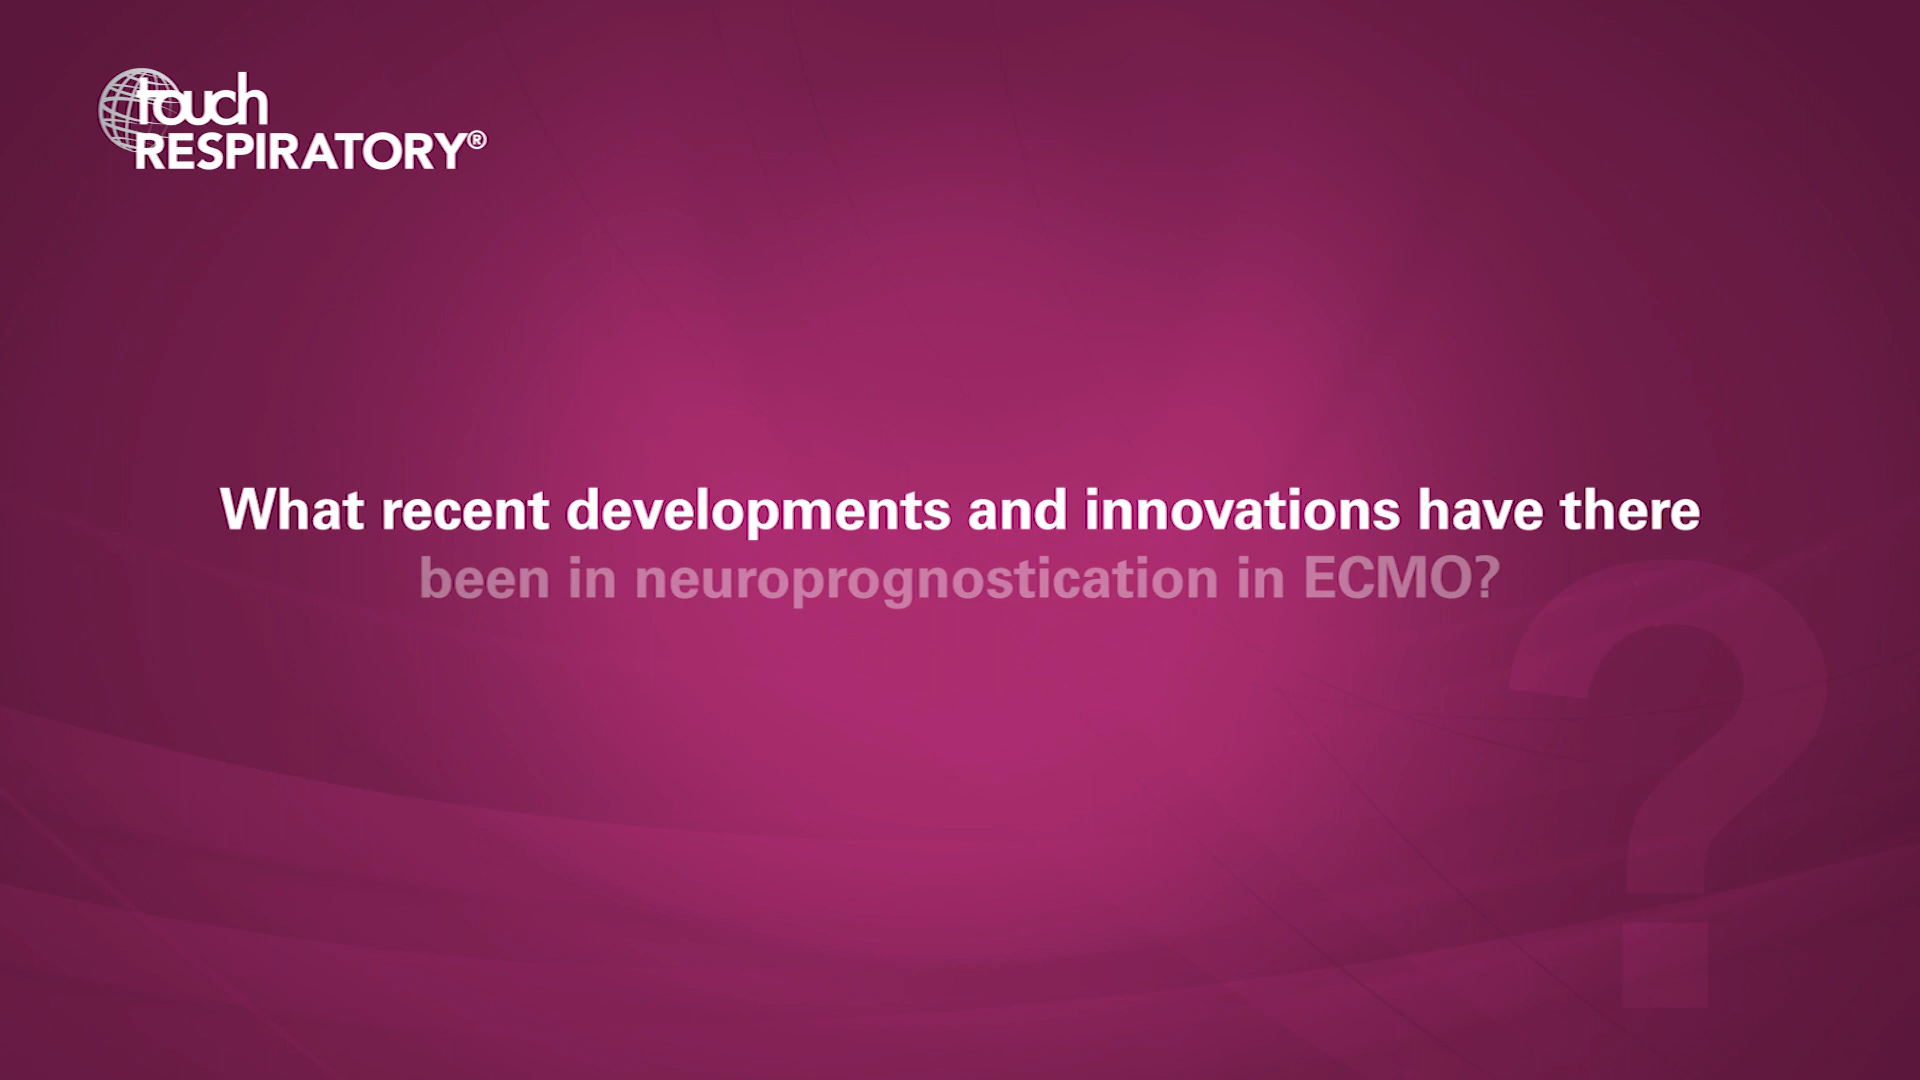 touch
RESPIRATORY®
What recent developments and innovations have there
been in neuroprognostication in ECMO?
?